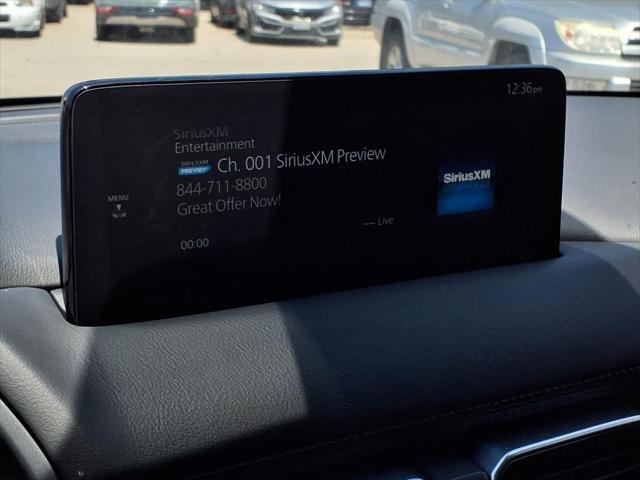 12:36pm
SiriusXM
Entertainment
SIRIUSXM
PREVIEW
Ch. 001 SiriusXM Preview
844-711-8800
Great Offer Now!
MENU
SiriusXM
— Live
00:00